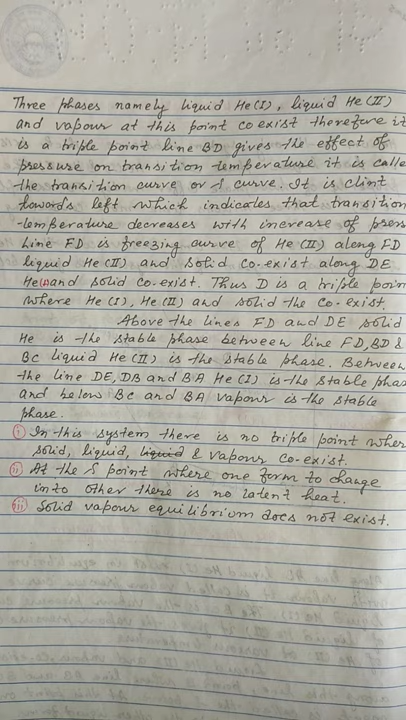 Three phases namely liquid He(I), liquid He(II)
and vapour at this point coexist therefore it
is a triple point line BD gives the effect of
pressure on transition temperature it is calle
the transition curve or λ curve. It is clint
towards left which indicates that transition
temperature decreases with increase of press
Line FD is freezing curve of He(II) along FD
liquid He(II) and solid co-exist along DE
He(I) and solid co-exist. Thus D is a triple poin
where He(I), He(II) and solid the co-exist.
Above the lines FD and DE solid
He is the stable phase between line FD, BD &
BC liquid He(II) is the stable phase. Between
the line DE, DB and BA He(I) is the stable phas
and below BC and BA vapour is the stable
phase.
(i) In this system there is no triple point wher
solid, liquid, liquid & vapour co-exist.
(ii) At the point where one form to change
into other there is no latent heat.
(iii) Solid vapour equilibrium does not exist.